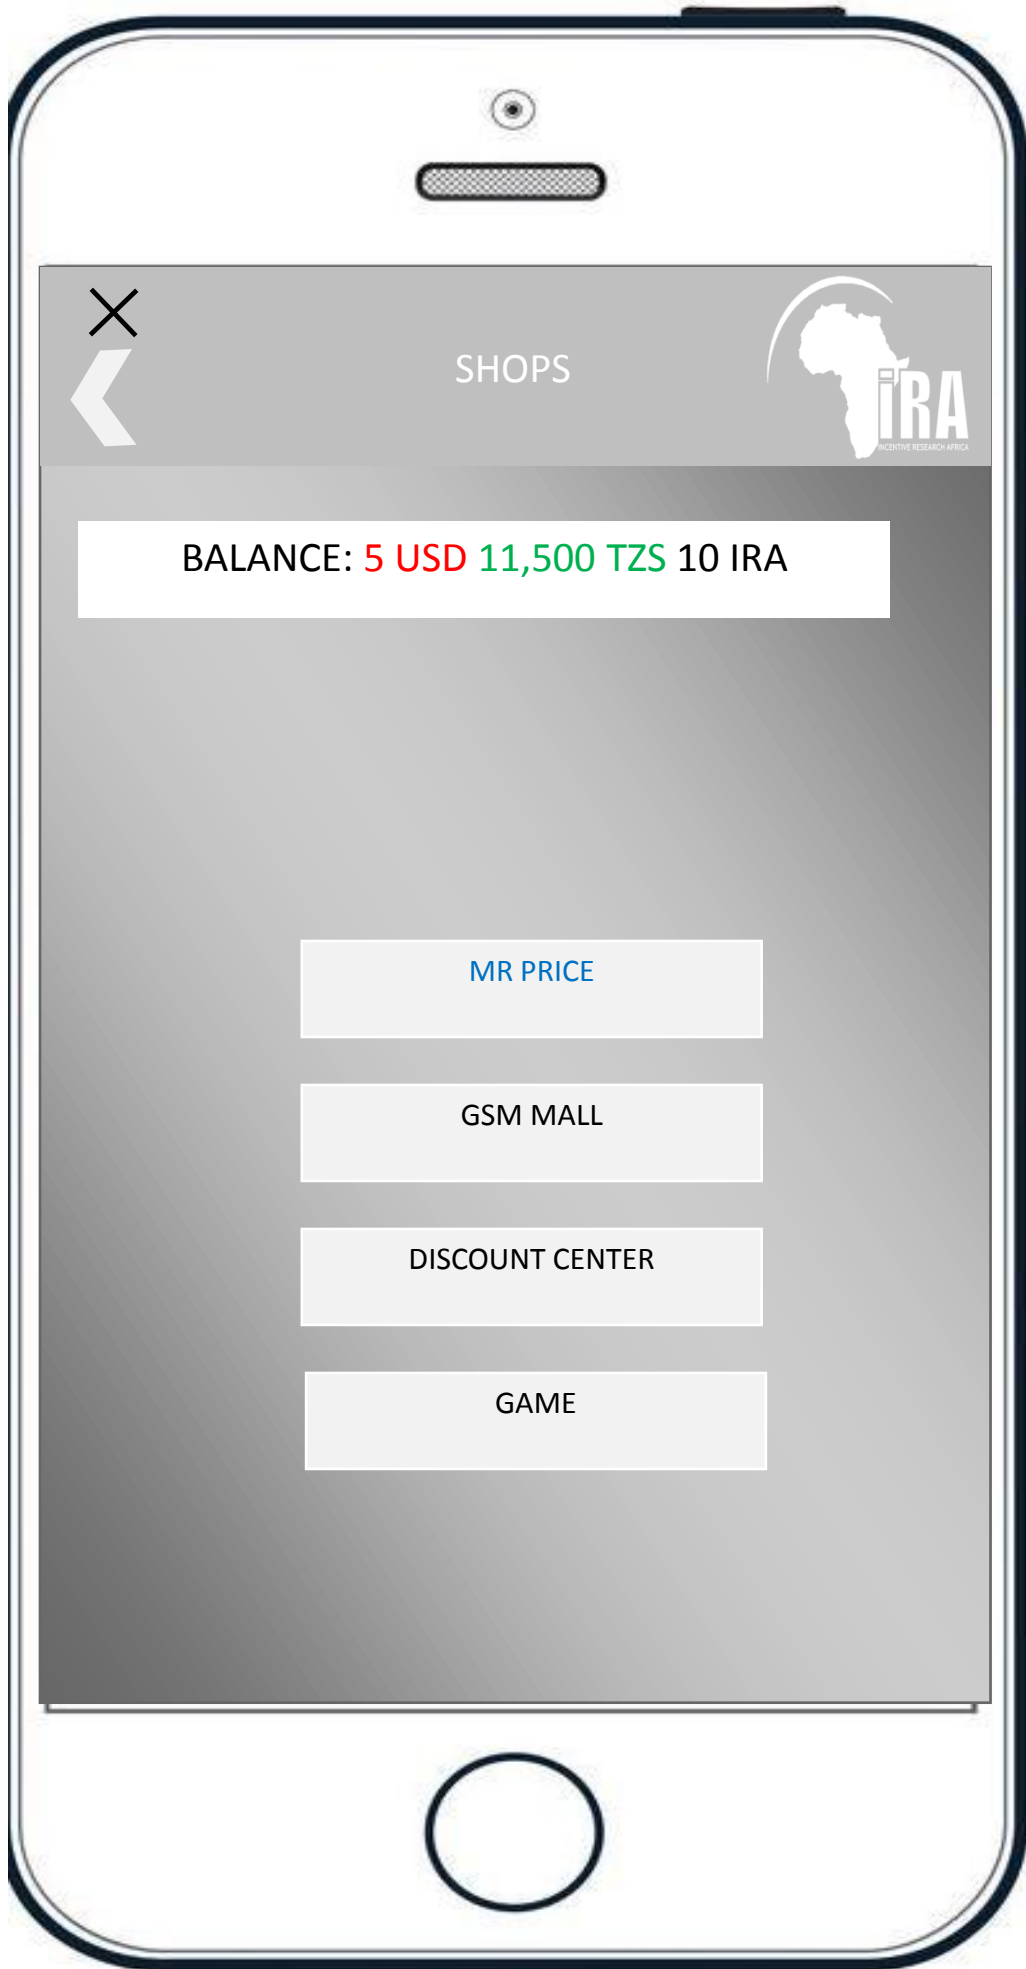 SHOPS
iRA
INCENTIVE RESEARCH AFRICA
BALANCE: 5 USD 11,500 TZS 10 IRA
MR PRICE
GSM MALL
DISCOUNT CENTER
GAME